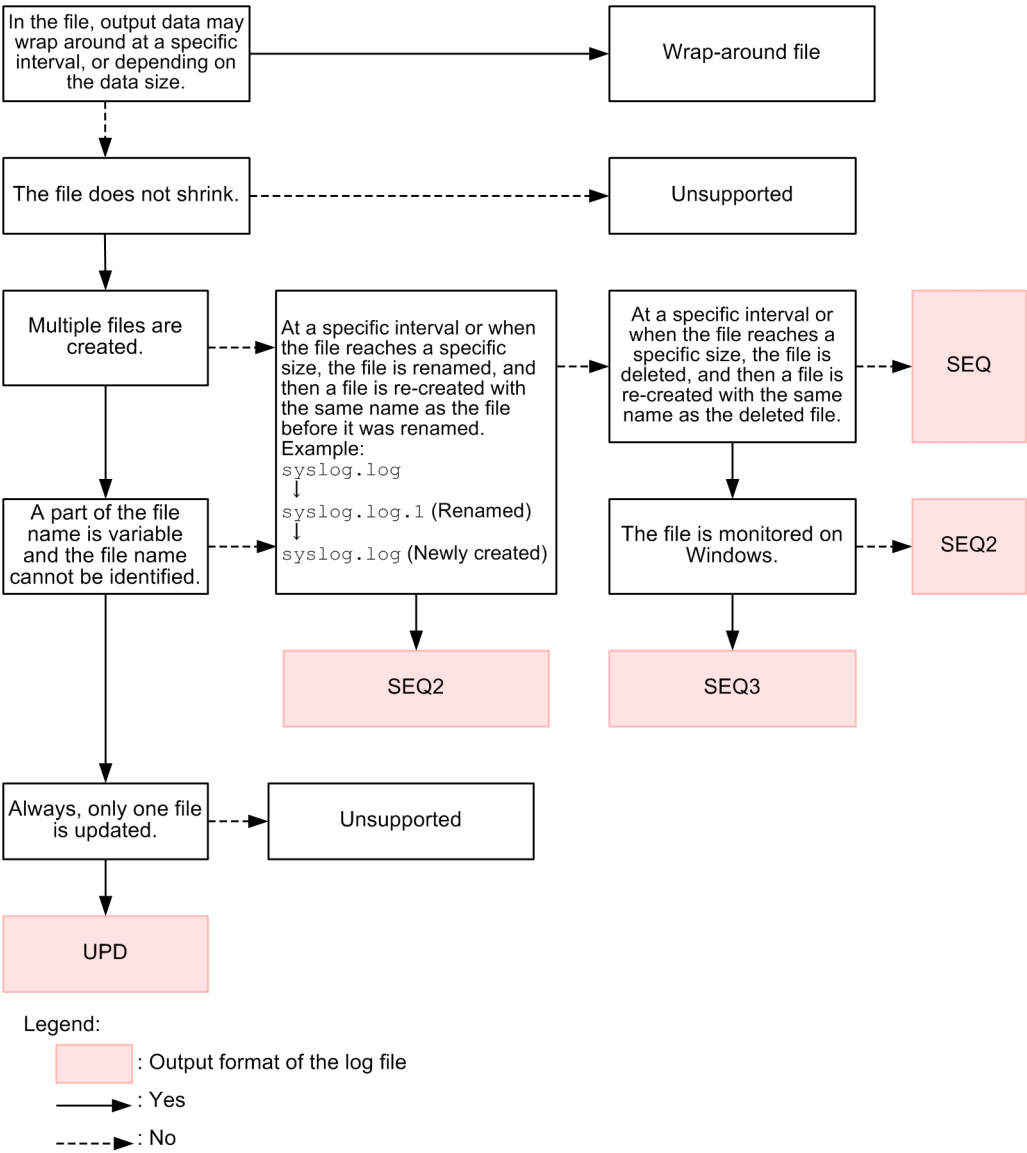 In the file, output data may
wrap around at a specific
interval, or depending on
the data size.
Wrap-around file
The file does not shrink.
Unsupported
Multiple files are
created.
At a specific interval or when
the file reaches a specific
size, the file is renamed, and
then a file is re-created with
the same name as the file
before it was renamed.
Example:
syslog.log
↓
syslog.log.1 (Renamed)
↓
syslog.log (Newly created)
At a specific interval or
when the file reaches a
specific size, the file is
deleted, and then a file is
re-created with the same
name as the deleted file.
SEQ
A part of the file
name is variable
and the file name
cannot be identified.
The file is monitored on
Windows.
SEQ2
SEQ2
SEQ3
Always, only one file
is updated.
Unsupported
UPD
Legend:
: Output format of the log file
: Yes
: No